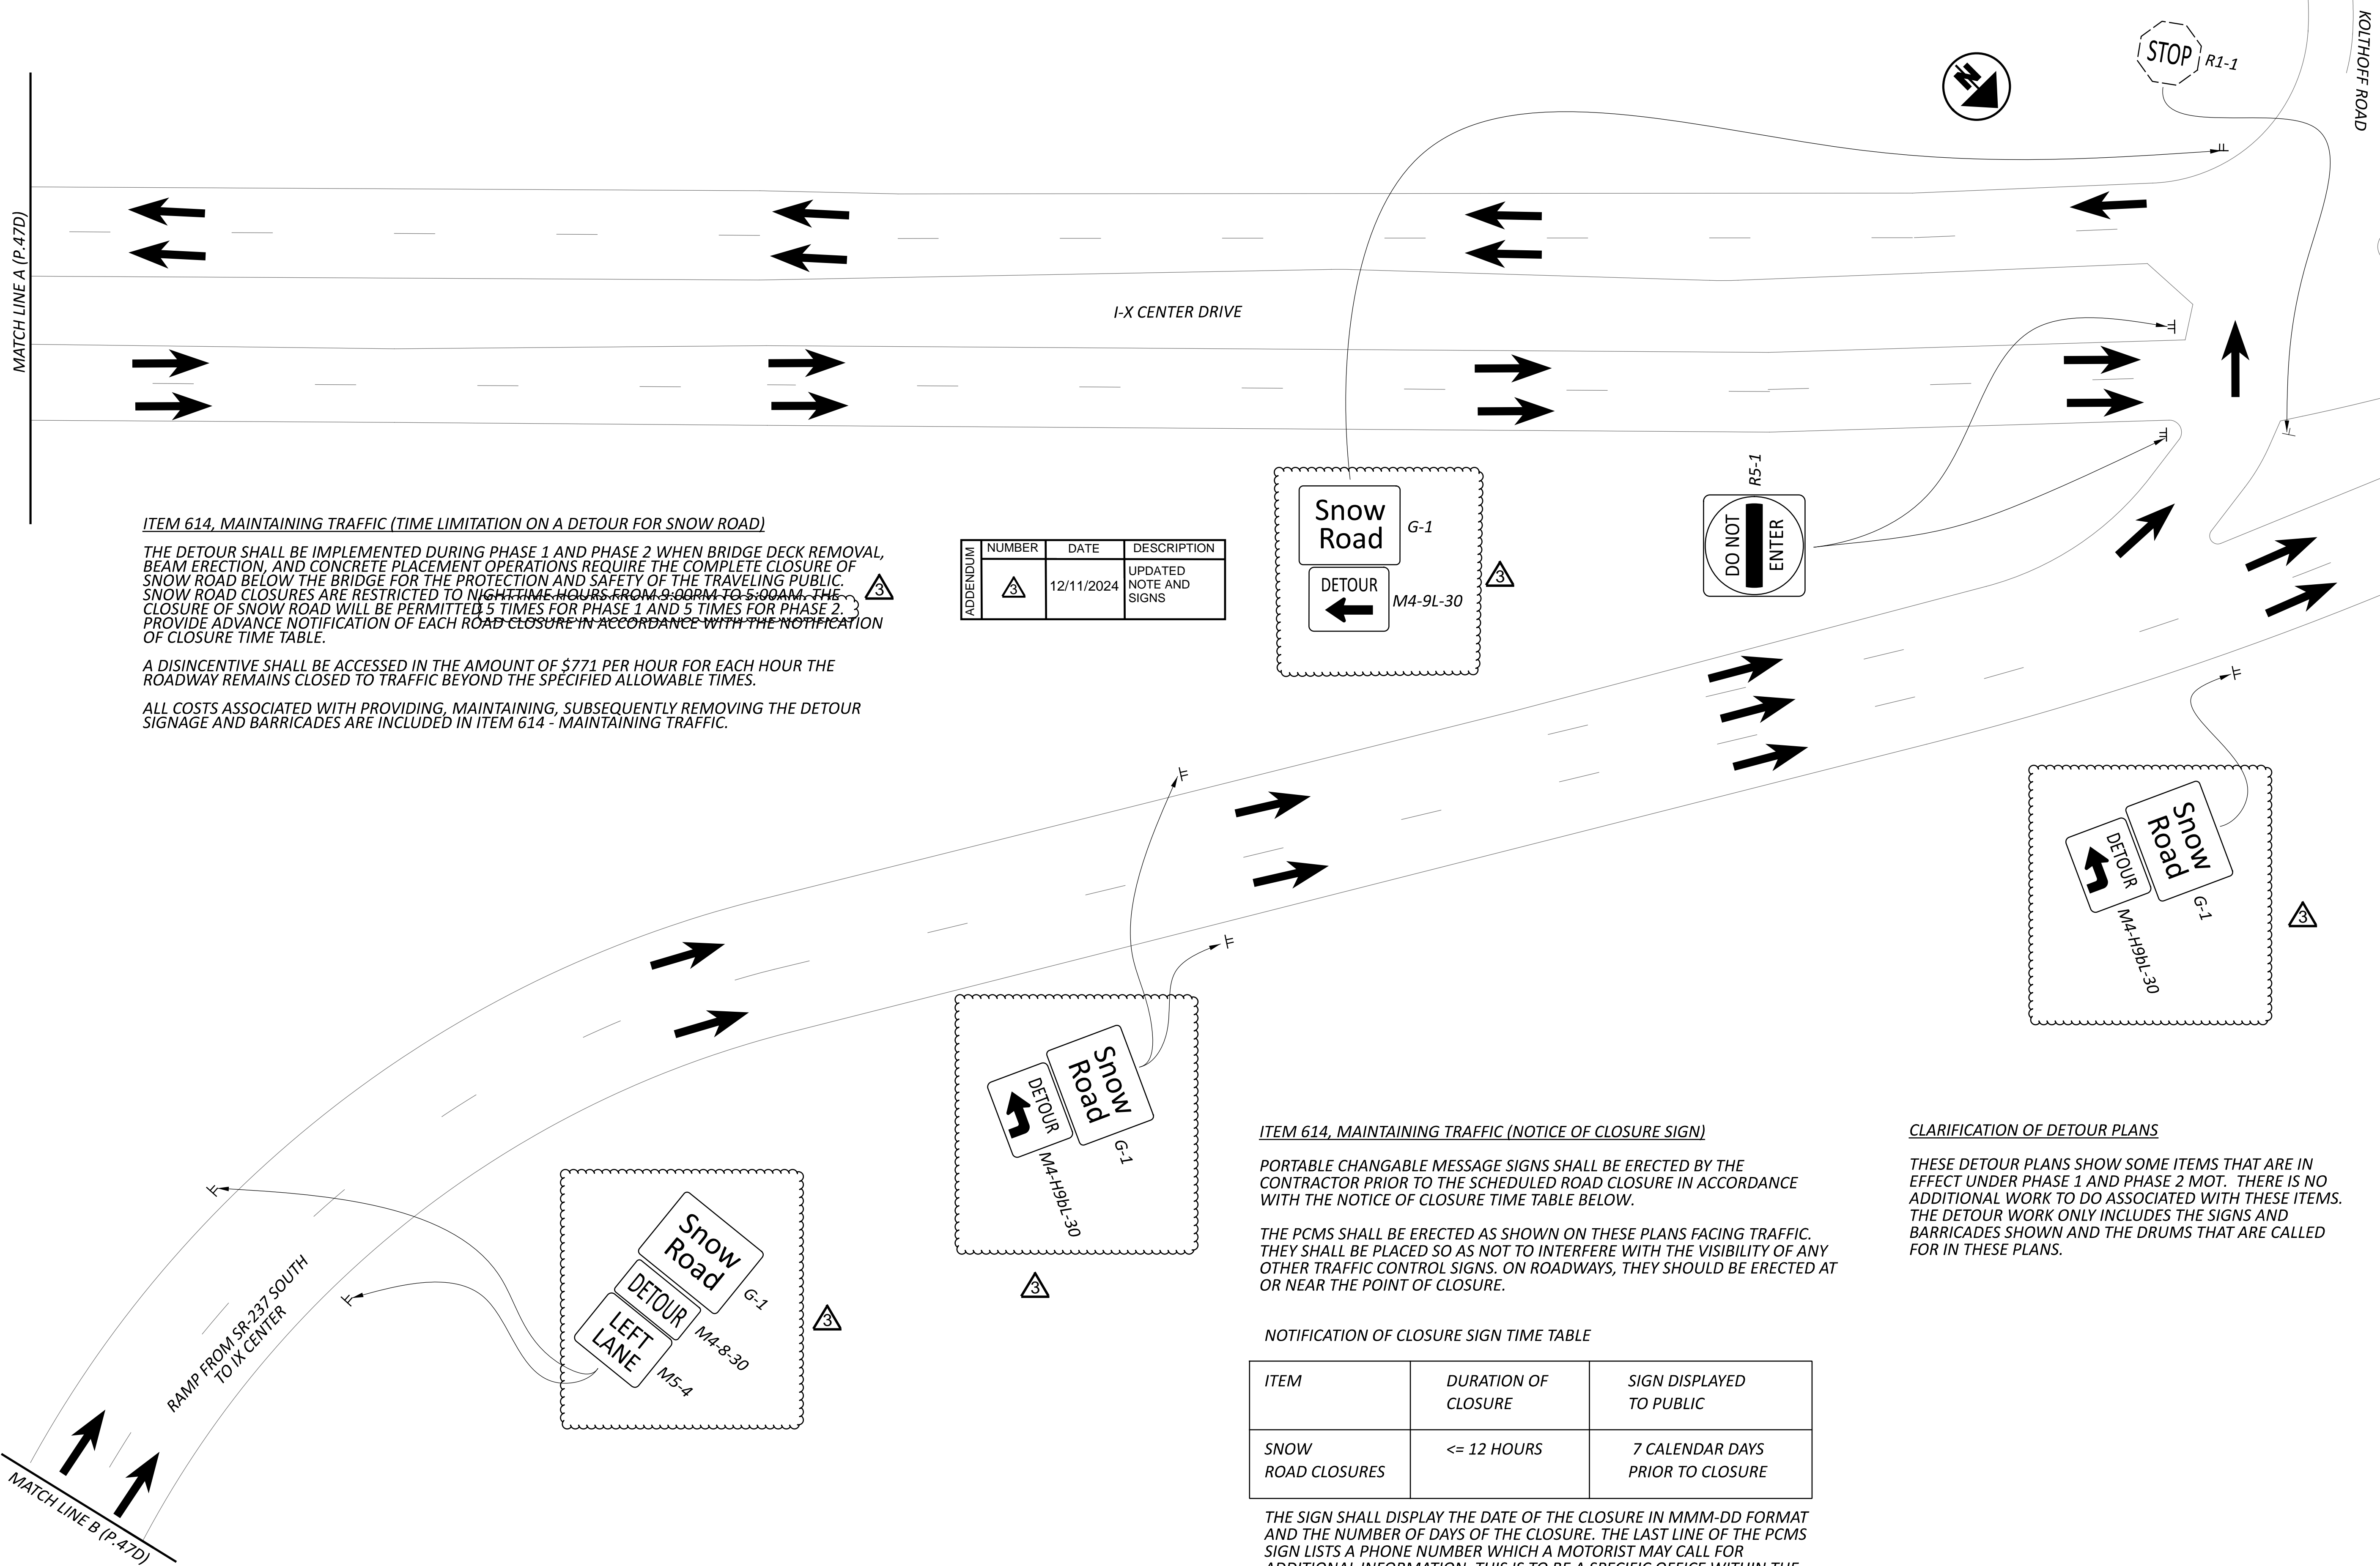 KOLTHOFF ROAD
STOP
R1-1
N
MATCH LINE A (P.47D)
I-X CENTER DRIVE
ITEM 614, MAINTAINING TRAFFIC (TIME LIMITATION ON A DETOUR FOR SNOW ROAD)
THE DETOUR SHALL BE IMPLEMENTED DURING PHASE 1 AND PHASE 2 WHEN BRIDGE DECK REMOVAL,
BEAM ERECTION, AND CONCRETE PLACEMENT OPERATIONS REQUIRE THE COMPLETE CLOSURE OF
SNOW ROAD BELOW THE BRIDGE FOR THE PROTECTION AND SAFETY OF THE TRAVELING PUBLIC.
SNOW ROAD CLOSURES ARE RESTRICTED TO NIGHTTIME HOURS FROM 9:00PM TO 5:00AM. THE
CLOSURE OF SNOW ROAD WILL BE PERMITTED 5 TIMES FOR PHASE 1 AND 5 TIMES FOR PHASE 2.
PROVIDE ADVANCE NOTIFICATION OF EACH ROAD CLOSURE IN ACCORDANCE WITH THE NOTIFICATION
OF CLOSURE TIME TABLE.
A DISINCENTIVE SHALL BE ACCESSED IN THE AMOUNT OF $771 PER HOUR FOR EACH HOUR THE
ROADWAY REMAINS CLOSED TO TRAFFIC BEYOND THE SPECIFIED ALLOWABLE TIMES.
ALL COSTS ASSOCIATED WITH PROVIDING, MAINTAINING, SUBSEQUENTLY REMOVING THE DETOUR
SIGNAGE AND BARRICADES ARE INCLUDED IN ITEM 614 - MAINTAINING TRAFFIC.
3
ADDENDUM
NUMBER DATE DESCRIPTION
3 12/11/2024 UPDATED
NOTE AND
SIGNS
Snow
Road
G-1
DETOUR
M4-9L-30
3
R5-1
DO NOT
ENTER
Snow
Road
G-1
DETOUR
M4-H9bL-30
3
Snow
Road
G-1
DETOUR
M4-H9bL-30
3
Snow
Road
G-1
DETOUR
M4-8-30
LEFT
LANE
M5-4
3
RAMP FROM SR-237 SOUTH
TO IX CENTER
MATCH LINE B (P.47D)
ITEM 614, MAINTAINING TRAFFIC (NOTICE OF CLOSURE SIGN)
PORTABLE CHANGABLE MESSAGE SIGNS SHALL BE ERECTED BY THE
CONTRACTOR PRIOR TO THE SCHEDULED ROAD CLOSURE IN ACCORDANCE
WITH THE NOTICE OF CLOSURE TIME TABLE BELOW.
THE PCMS SHALL BE ERECTED AS SHOWN ON THESE PLANS FACING TRAFFIC.
THEY SHALL BE PLACED SO AS NOT TO INTERFERE WITH THE VISIBILITY OF ANY
OTHER TRAFFIC CONTROL SIGNS. ON ROADWAYS, THEY SHOULD BE ERECTED AT
OR NEAR THE POINT OF CLOSURE.
NOTIFICATION OF CLOSURE SIGN TIME TABLE
ITEM DURATION OF SIGN DISPLAYED
CLOSURE TO PUBLIC
SNOW <= 12 HOURS 7 CALENDAR DAYS
ROAD CLOSURES PRIOR TO CLOSURE
THE SIGN SHALL DISPLAY THE DATE OF THE CLOSURE IN MMM-DD FORMAT
AND THE NUMBER OF DAYS OF THE CLOSURE. THE LAST LINE OF THE PCMS
SIGN LISTS A PHONE NUMBER WHICH A MOTORIST MAY CALL FOR
ADDITIONAL INFORMATION. THIS IS TO BE A SPECIFIC OFFICE WITHIN THE
CLARIFICATION OF DETOUR PLANS
THESE DETOUR PLANS SHOW SOME ITEMS THAT ARE IN
EFFECT UNDER PHASE 1 AND PHASE 2 MOT. THERE IS NO
ADDITIONAL WORK TO DO ASSOCIATED WITH THESE ITEMS.
THE DETOUR WORK ONLY INCLUDES THE SIGNS AND
BARRICADES SHOWN AND THE DRUMS THAT ARE CALLED
FOR IN THESE PLANS.